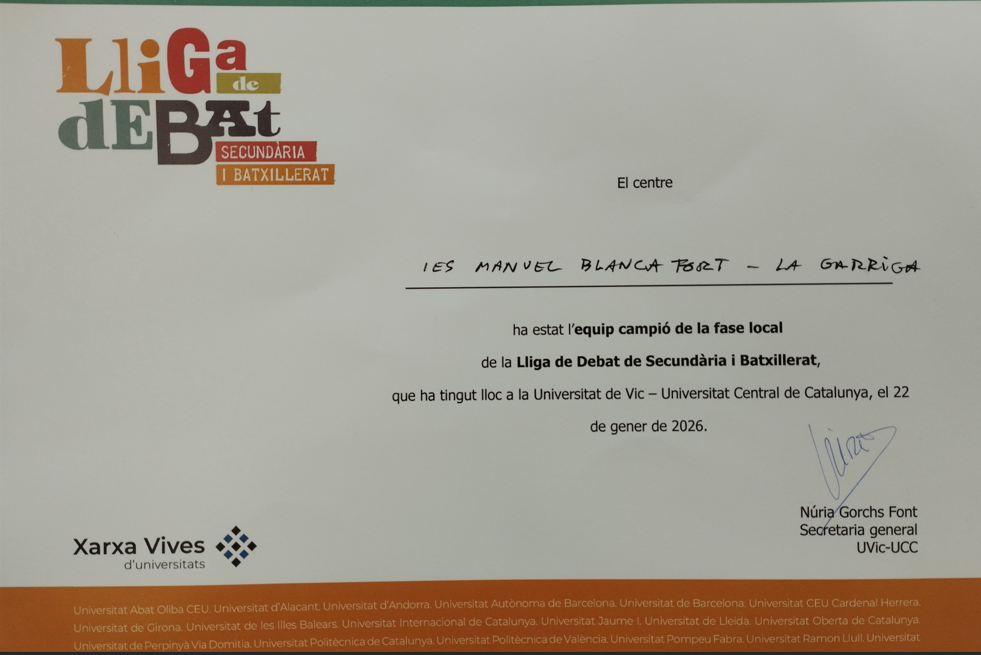 LliGa
de
dEBAt
SECUNDÀRIA
I BATXILLERAT
El centre
IES MANUEL BLANCAFORT – LA GARRIGA
ha estat l'equip campió de la fase local
de la Lliga de Debat de Secundària i Batxillerat,
que ha tingut lloc a la Universitat de Vic – Universitat Central de Catalunya, el 22
de gener de 2026.
Núria Gorchs Font
Secretaria general
UVic-UCC
Xarxa Vives
d'universitats
Universitat Abat Oliba CEU. Universitat d'Alacant. Universitat d'Andorra. Universitat Autònoma de Barcelona. Universitat de Barcelona. Universitat CEU Cardenal Herrera.
Universitat de Girona. Universitat de les Illes Balears. Universitat Internacional de Catalunya. Universitat Jaume I. Universitat de Lleida. Universitat Oberta de Catalunya.
Universitat de Perpinyà Via Domitia. Universitat Politècnica de Catalunya. Universitat Politècnica de València. Universitat Pompeu Fabra. Universitat Ramon Llull. Universitat